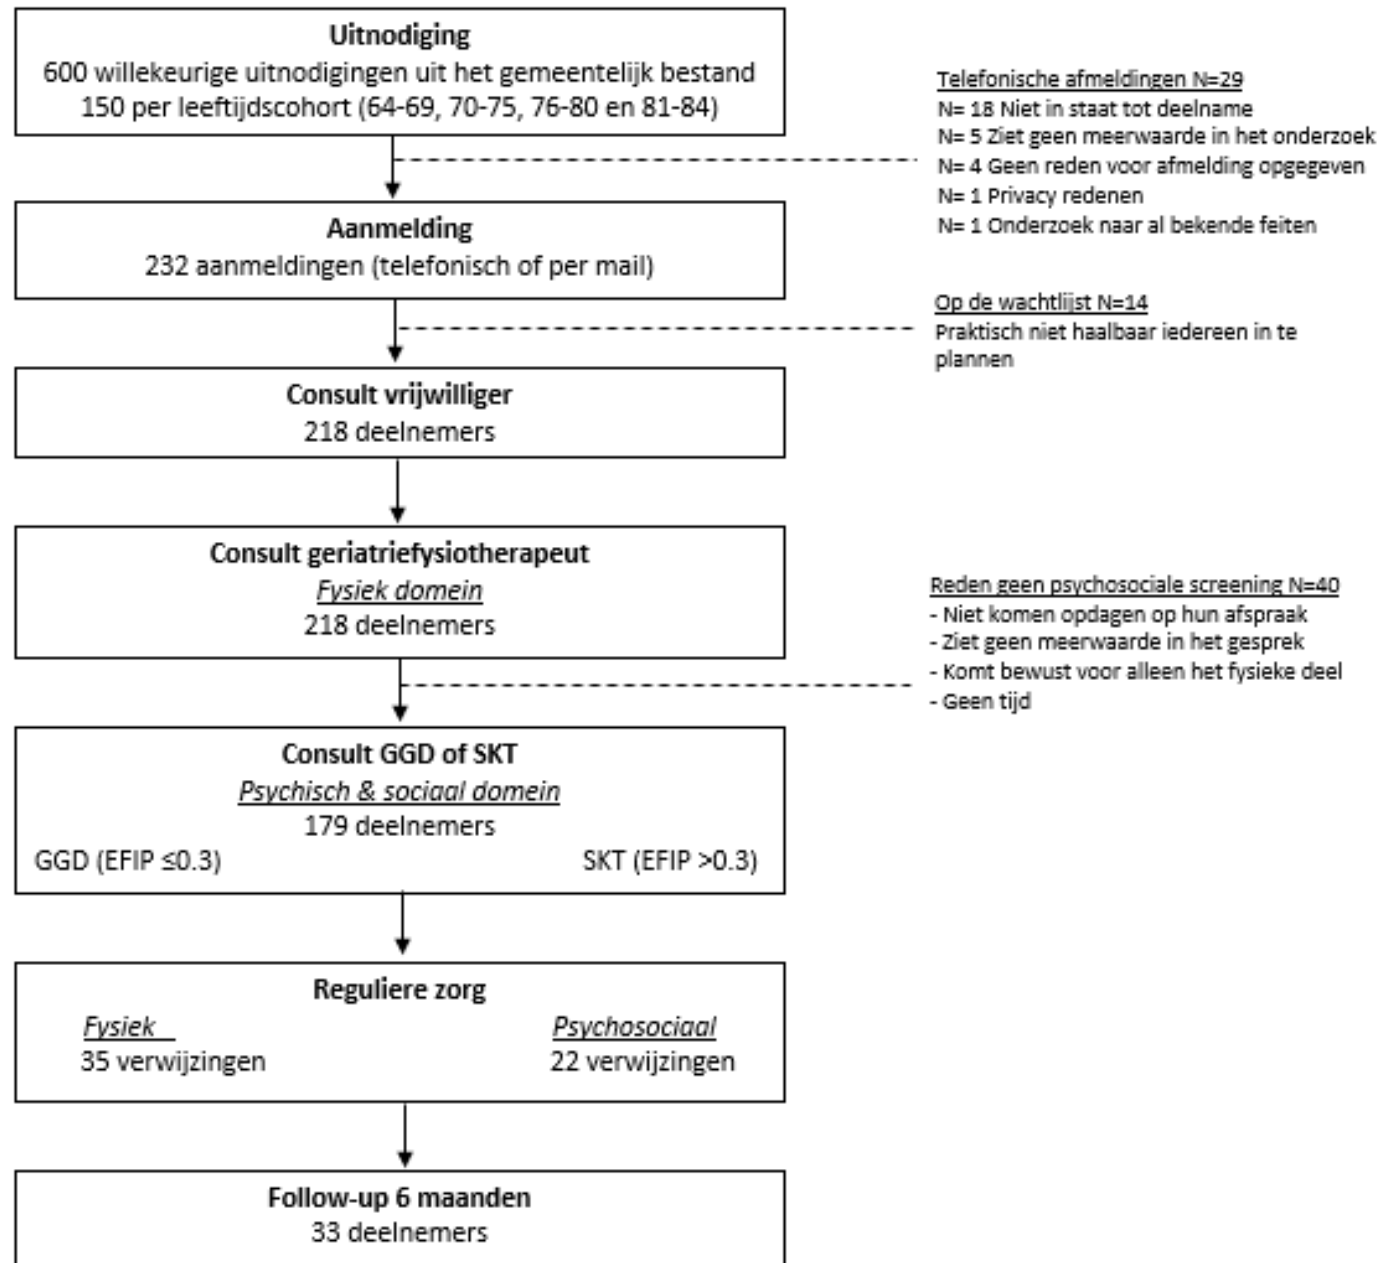 Uitnodiging
600 willekeurige uitnodigingen uit het gemeentelijk bestand
150 per leeftijdscohort (64-69, 70-75, 76-80 en 81-84)
Telefonische afmeldingen N=29
N= 18 Niet in staat tot deelname
N= 5 Ziet geen meerwaarde in het onderzoek
N= 4 Geen reden voor afmelding opgegeven
N= 1 Privacy redenen
N= 1 Onderzoek naar al bekende feiten
Aanmelding
232 aanmeldingen (telefonisch of per mail)
Op de wachtlijst N=14
Praktisch niet haalbaar iedereen in te
plannen
Consult vrijwilliger
218 deelnemers
Consult geriatriefysiotherapeut
Fysiek domein
218 deelnemers
Reden geen psychosociale screening N=40
- Niet komen opdagen op hun afspraak
- Ziet geen meerwaarde in het gesprek
- Komt bewust voor alleen het fysieke deel
- Geen tijd
Consult GGD of SKT
Psychisch & sociaal domein
179 deelnemers
GGD (EFIP ≤0.3) SKT (EFIP >0.3)
Reguliere zorg
Fysiek Psychosociaal
35 verwijzingen 22 verwijzingen
Follow-up 6 maanden
33 deelnemers